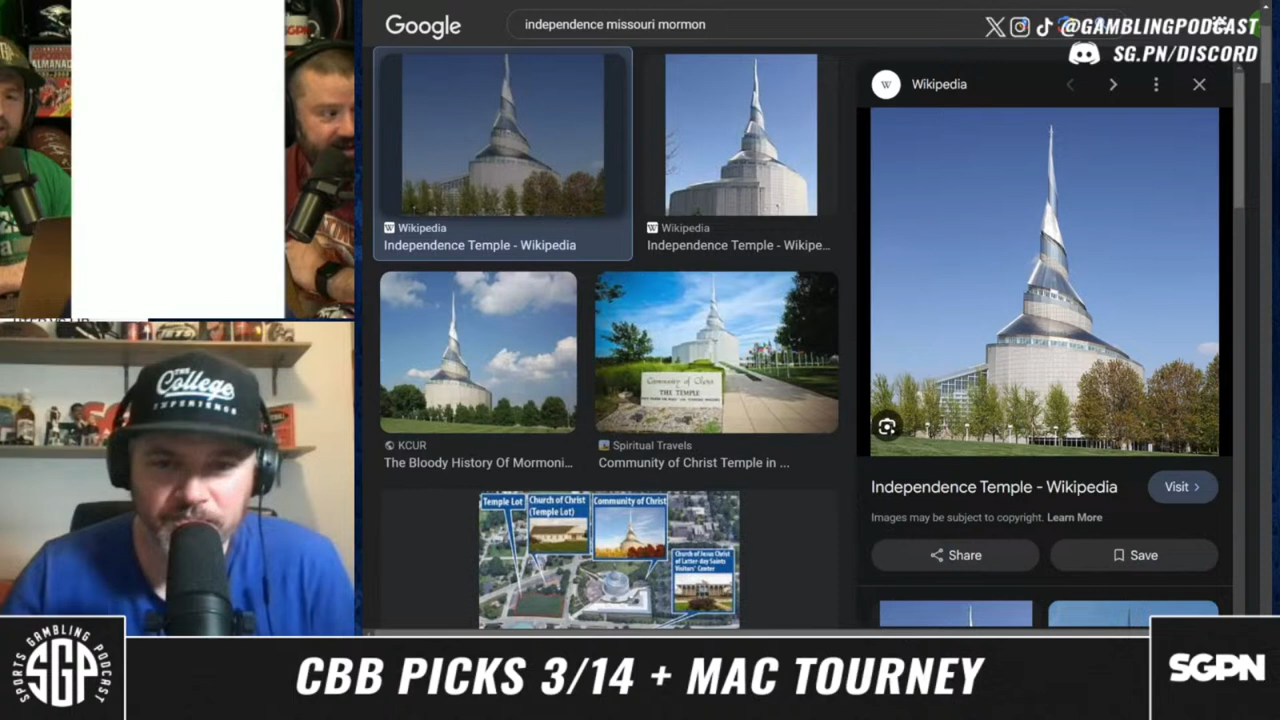 Google
independence missouri mormon
@GAMBLINGPODCAST
SG.PN/DISCORD
SGPN
ALMANAC
W
Wikipedia
Wikipedia
Independence Temple - Wikipedia
Wikipedia
Independence Temple - Wikipe...
Community of Christ
THE TEMPLE
KCUR
The Bloody History Of Mormoni...
Spiritual Travels
Community of Christ Temple in ...
Independence Temple - Wikipedia
Visit
Images may be subject to copyright. Learn More
Share
Save
Temple Lot
Church of Christ
(Temple Lot)
Community of Christ
Church of Jesus Christ
of Latter-day Saints
Visitors' Center
THE
College
EXPERIENCE
SPORTS GAMBLING PODCAST
SGP
CBB PICKS 3/14 + MAC TOURNEY
SGPN